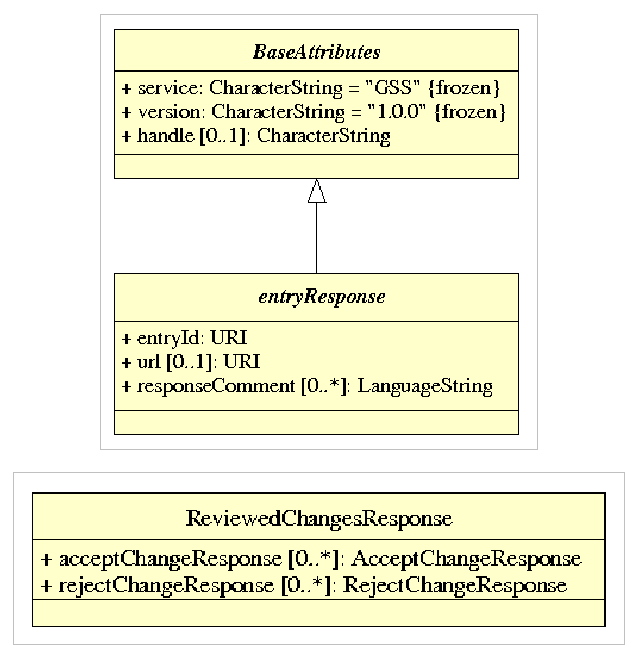 BaseAttributes
+ service: CharacterString = "GSS" {frozen}
+ version: CharacterString = "1.0.0" {frozen}
+ handle [0..1]: CharacterString
entryResponse
+ entryId: URI
+ url [0..1]: URI
+ responseComment [0..*]: LanguageString
ReviewedChangesResponse
+ acceptChangeResponse [0..*]: AcceptChangeResponse
+ rejectChangeResponse [0..*]: RejectChangeResponse